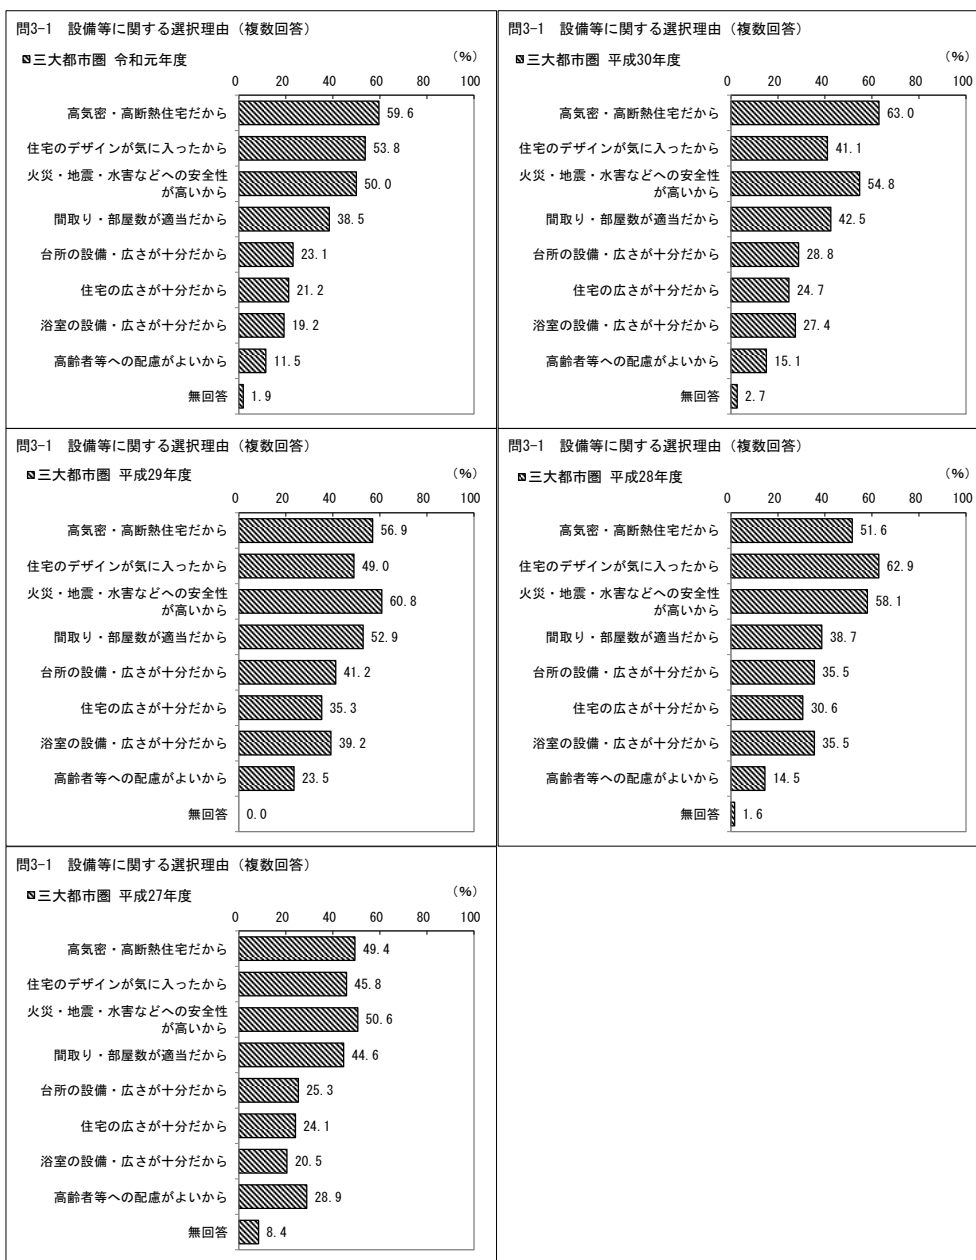 問3-1　設備等に関する選択理由（複数回答）
三大都市圏 令和元年度
（%）
0 20 40 60 80 100
高気密・高断熱住宅だから 59.6
住宅のデザインが気に入ったから 53.8
火災・地震・水害などへの安全性
が高いから 50.0
間取り・部屋数が適当だから 38.5
台所の設備・広さが十分だから 23.1
住宅の広さが十分だから 21.2
浴室の設備・広さが十分だから 19.2
高齢者等への配慮がよいから 11.5
無回答 1.9
問3-1　設備等に関する選択理由（複数回答）
三大都市圏 平成30年度
（%）
0 20 40 60 80 100
高気密・高断熱住宅だから 63.0
住宅のデザインが気に入ったから 41.1
火災・地震・水害などへの安全性
が高いから 54.8
間取り・部屋数が適当だから 42.5
台所の設備・広さが十分だから 28.8
住宅の広さが十分だから 24.7
浴室の設備・広さが十分だから 27.4
高齢者等への配慮がよいから 15.1
無回答 2.7
問3-1　設備等に関する選択理由（複数回答）
三大都市圏 平成29年度
（%）
0 20 40 60 80 100
高気密・高断熱住宅だから 56.9
住宅のデザインが気に入ったから 49.0
火災・地震・水害などへの安全性
が高いから 60.8
間取り・部屋数が適当だから 52.9
台所の設備・広さが十分だから 41.2
住宅の広さが十分だから 35.3
浴室の設備・広さが十分だから 39.2
高齢者等への配慮がよいから 23.5
無回答 0.0
問3-1　設備等に関する選択理由（複数回答）
三大都市圏 平成28年度
（%）
0 20 40 60 80 100
高気密・高断熱住宅だから 51.6
住宅のデザインが気に入ったから 62.9
火災・地震・水害などへの安全性
が高いから 58.1
間取り・部屋数が適当だから 38.7
台所の設備・広さが十分だから 35.5
住宅の広さが十分だから 30.6
浴室の設備・広さが十分だから 35.5
高齢者等への配慮がよいから 14.5
無回答 1.6
問3-1　設備等に関する選択理由（複数回答）
三大都市圏 平成27年度
（%）
0 20 40 60 80 100
高気密・高断熱住宅だから 49.4
住宅のデザインが気に入ったから 45.8
火災・地震・水害などへの安全性
が高いから 50.6
間取り・部屋数が適当だから 44.6
台所の設備・広さが十分だから 25.3
住宅の広さが十分だから 24.1
浴室の設備・広さが十分だから 20.5
高齢者等への配慮がよいから 28.9
無回答 8.4